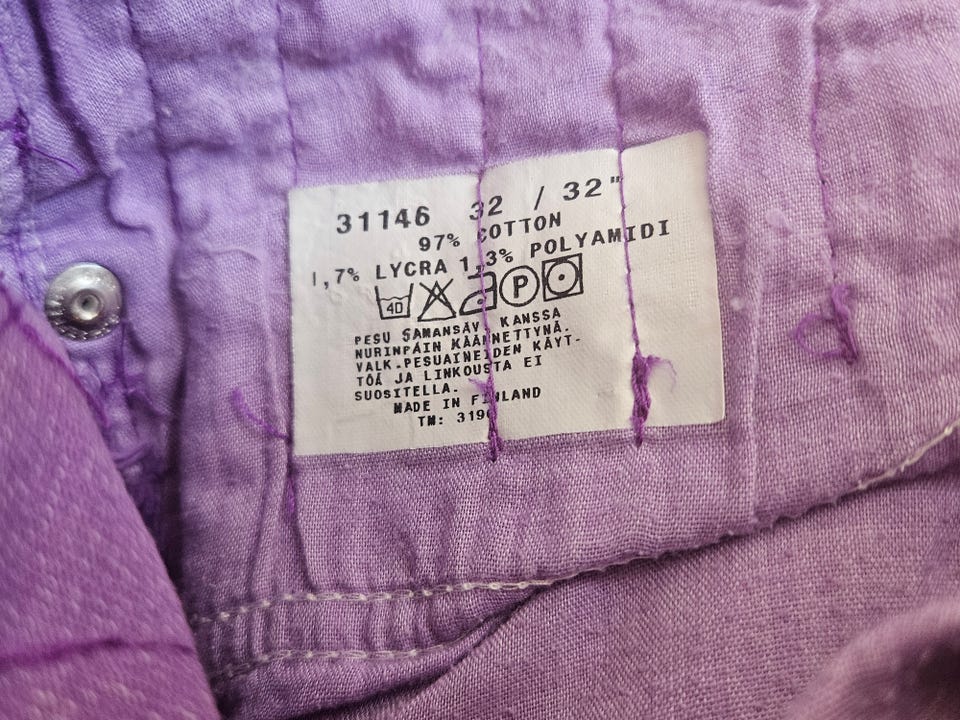 31146 32 / 32"
97% COTTON
1,7% LYCRA 1,3% POLYAMIDI
40 P
PESU SAMANSÄV. KANSSA
NURINPÄIN KÄÄNNETTYNÄ.
VALK.PESUAINEIDEN KÄYT-
TÖÄ JA LINKOUSTA EI
SUOSITELLA.
MADE IN FINLAND
TM: